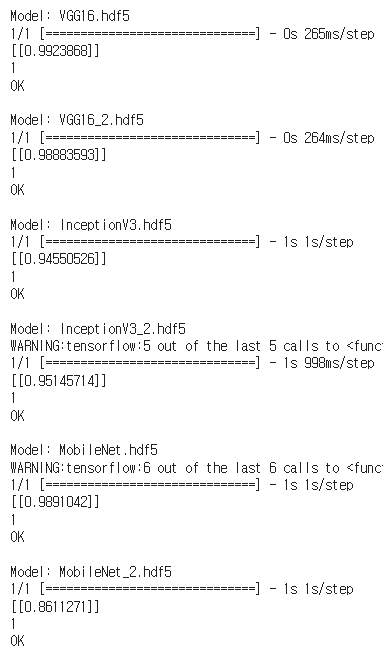 Model: VGG16.hdf5
1/1 [==============================] - 0s 265ms/step
[[0.9923868]]
1
OK
Model: VGG16_2.hdf5
1/1 [==============================] - 0s 264ms/step
[[0.98883593]]
1
OK
Model: InceptionV3.hdf5
1/1 [==============================] - 1s 1s/step
[[0.94550526]]
1
OK
Model: InceptionV3_2.hdf5
WARNING:tensorflow:5 out of the last 5 calls to <func
1/1 [==============================] - 1s 998ms/step
[[0.95145714]]
1
OK
Model: MobileNet.hdf5
WARNING:tensorflow:6 out of the last 6 calls to <func
1/1 [==============================] - 1s 1s/step
[[0.9891042]]
1
OK
Model: MobileNet_2.hdf5
1/1 [==============================] - 1s 1s/step
[[0.8611271]]
1
OK